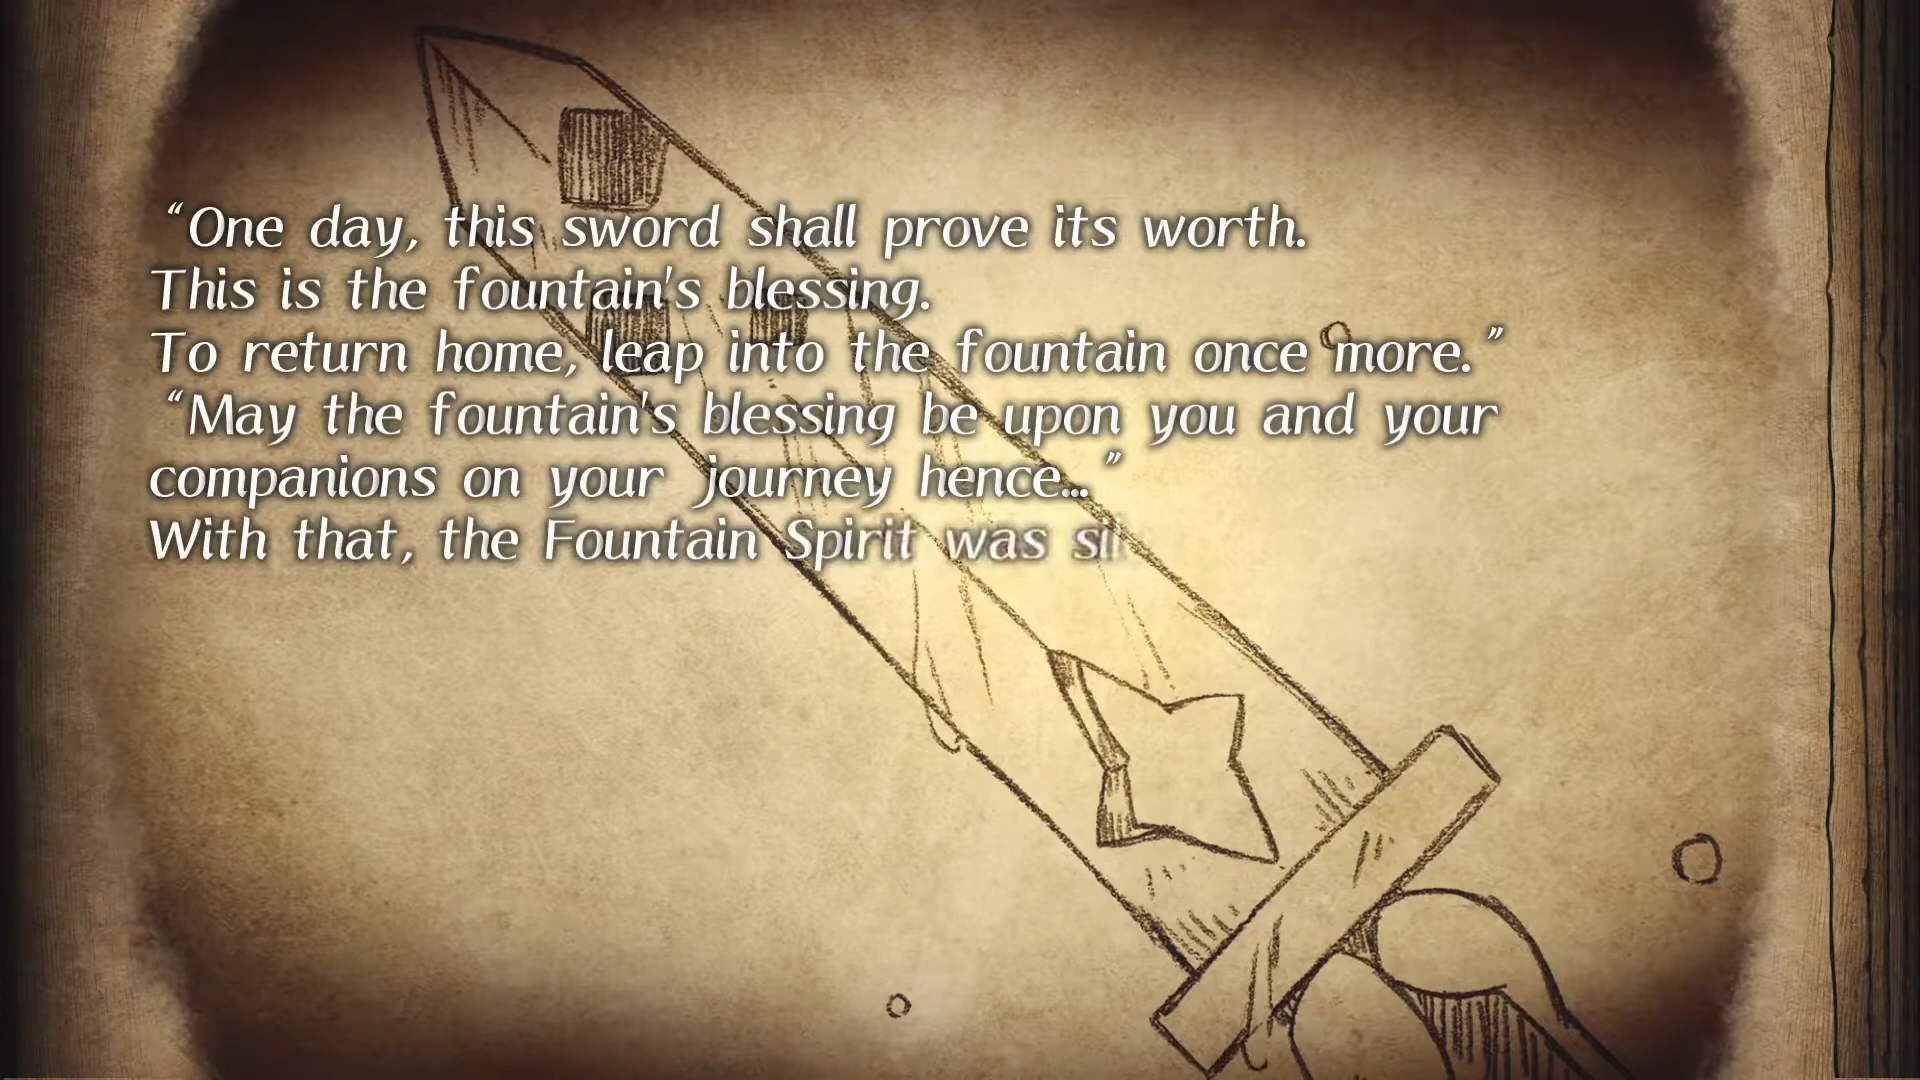 “One day, this sword shall prove its worth.
This is the fountain's blessing.
To return home, leap into the fountain once more.”
“May the fountain's blessing be upon you and your
companions on your journey hence...”
With that, the Fountain Spirit was